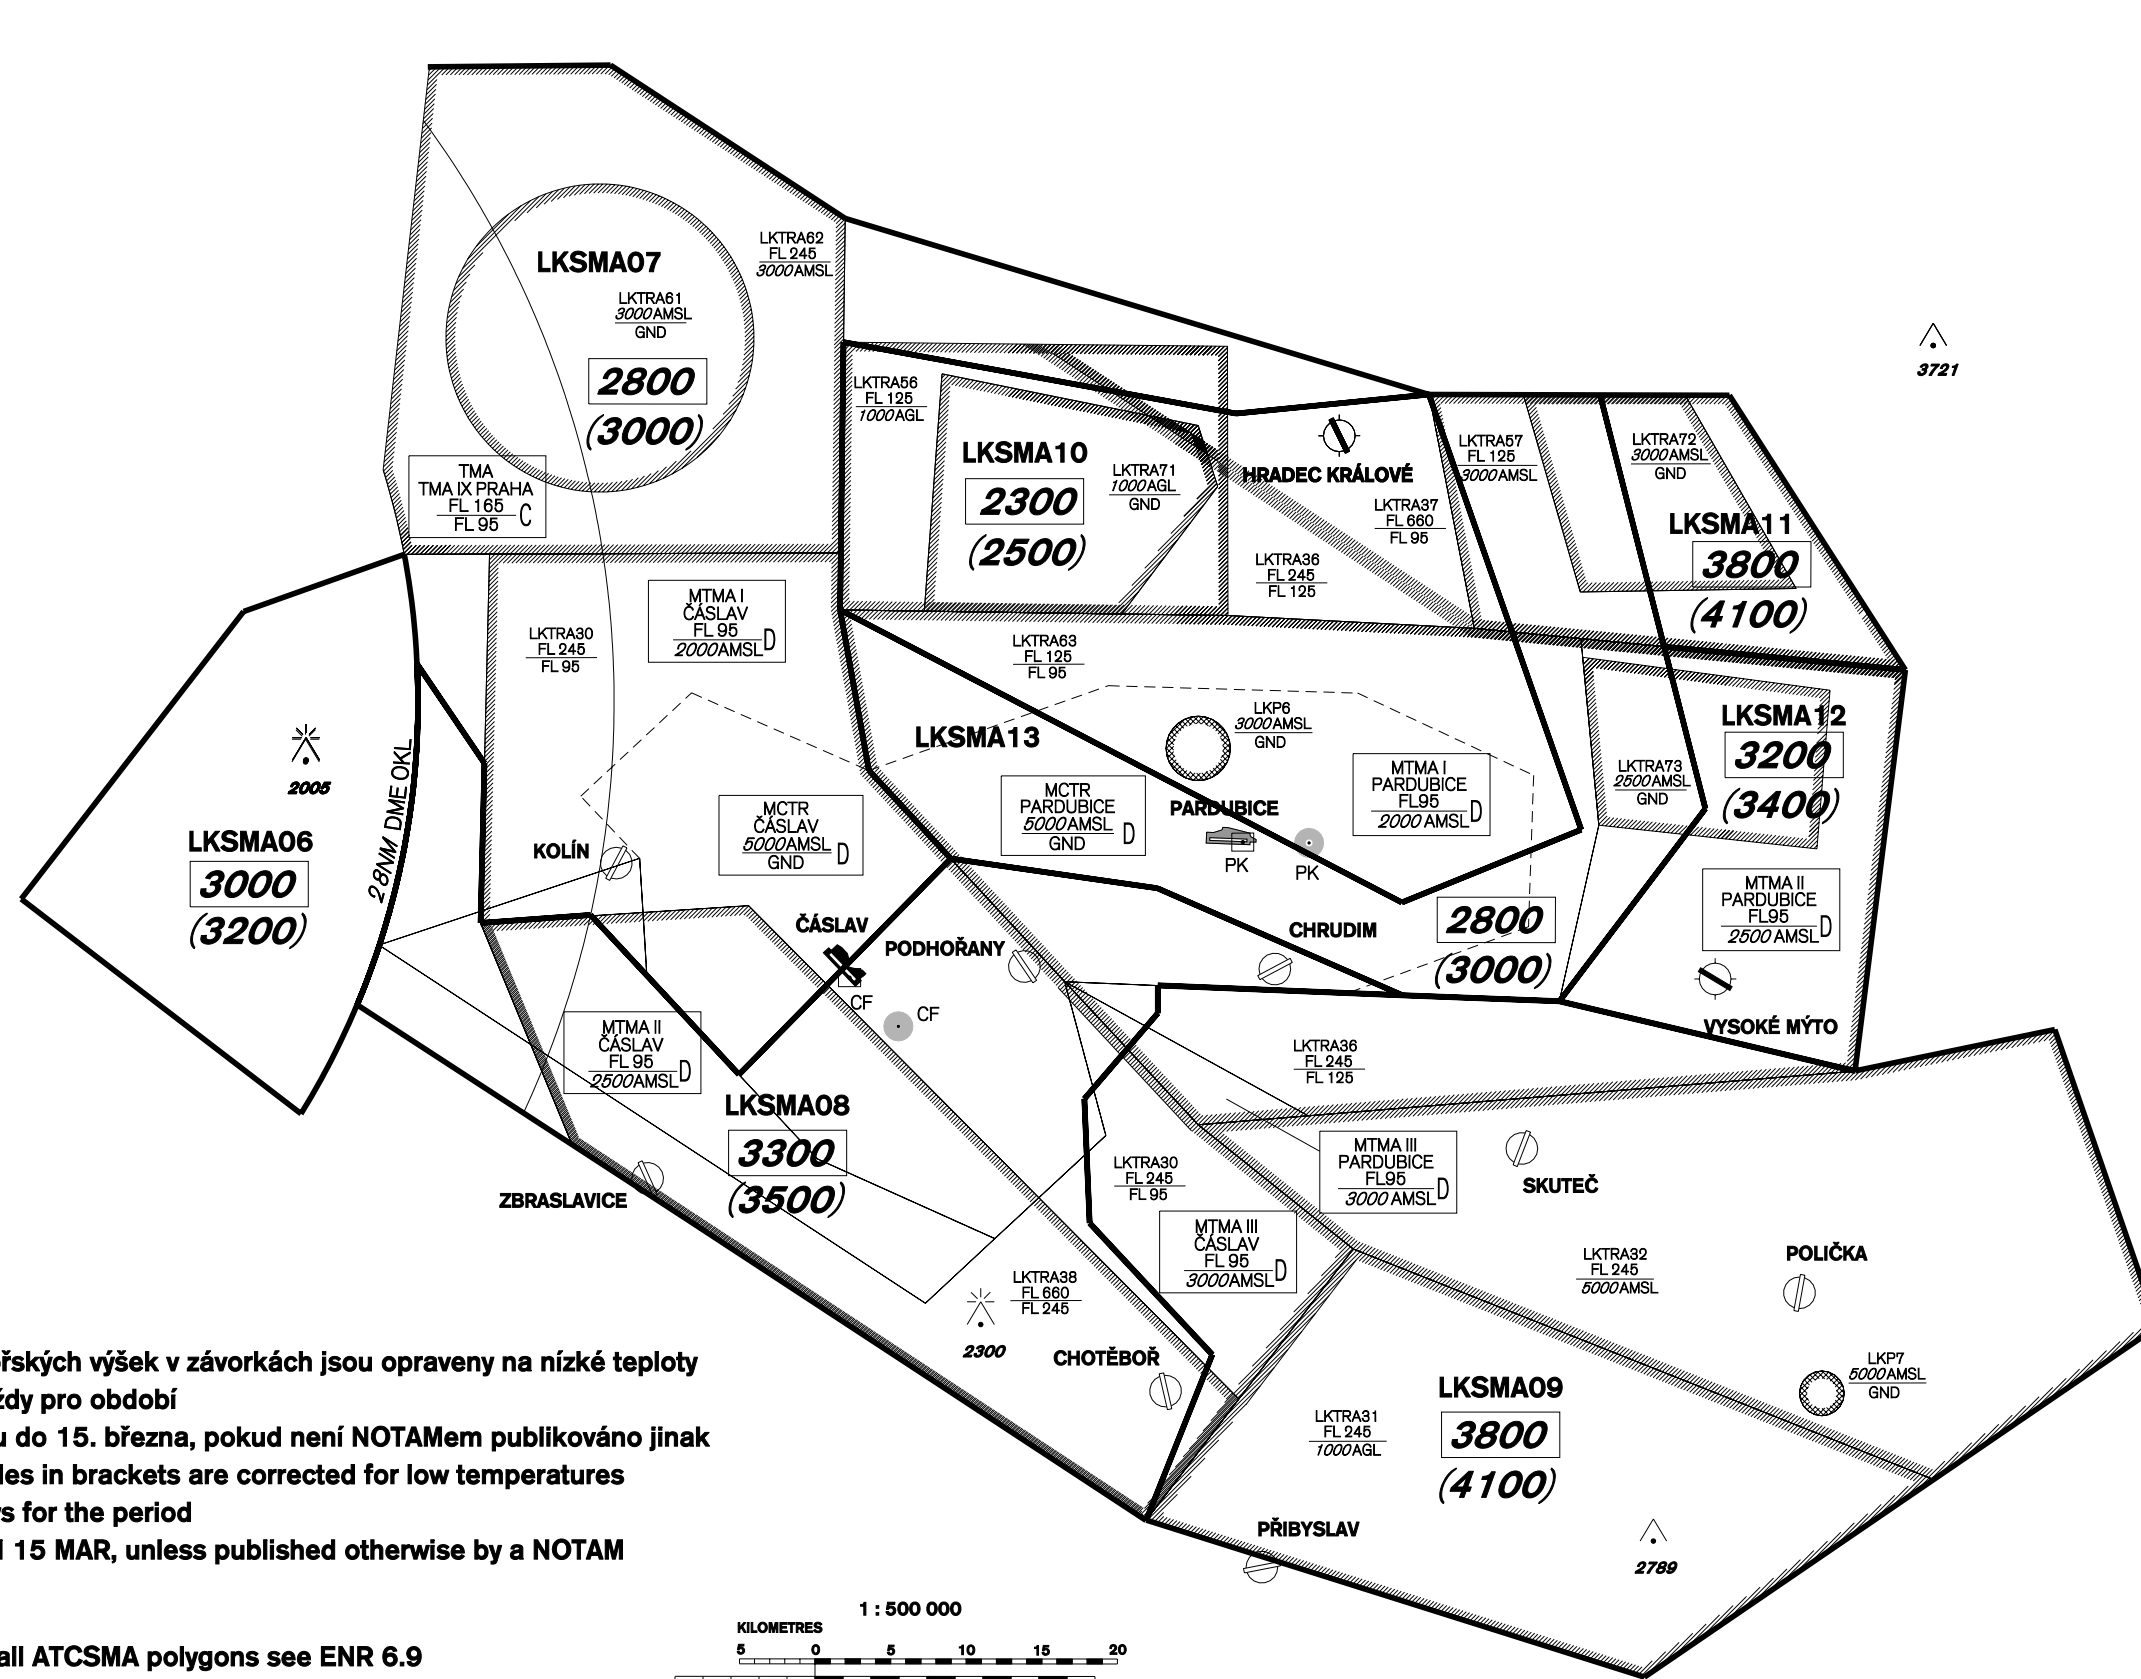 LKSMA07
LKTRA61
3000AMSL
GND
2800
(3000)
LKTRA62
FL 245
3000AMSL
TMA
TMA IX PRAHA
FL 165
FL 95
C
LKTRA56
FL 125
1000AGL
LKSMA10
2300
(2500)
LKTRA71
1000AGL
GND
HRADEC KRÁLOVÉ
LKTRA37
FL 660
FL 95
LKTRA36
FL 245
FL 125
LKTRA57
FL 125
3000AMSL
LKTRA72
3000AMSL
GND
LKSMA11
3800
(4100)
3721
MTMA I
ČÁSLAV
FL 95
2000AMSL
D
LKTRA30
FL 245
FL 95
LKTRA63
FL 125
FL 95
2005
28NM DME OKL
LKSMA06
3000
(3200)
LKSMA13
LKP6
3000AMSL
GND
LKSMA12
3200
(3400)
LKTRA73
2500AMSL
GND
MTMA I
PARDUBICE
FL95
2000 AMSL
D
MCTR
PARDUBICE
5000AMSL
GND
D
PARDUBICE
PK
PK
MCTR
ČÁSLAV
5000AMSL
GND
D
KOLÍN
ČÁSLAV
PODHOŘANY
CF
CF
CHRUDIM
2800
(3000)
MTMA II
PARDUBICE
FL95
2500 AMSL
D
VYSOKÉ MÝTO
MTMA II
ČÁSLAV
FL 95
2500AMSL
D
LKSMA08
3300
(3500)
ZBRASLAVICE
LKTRA36
FL 245
FL 125
LKTRA30
FL 245
FL 95
MTMA III
PARDUBICE
FL95
3000 AMSL
D
SKUTEČ
MTMA III
ČÁSLAV
FL 95
3000AMSL
D
LKTRA32
FL 245
5000AMSL
POLIČKA
LKTRA38
FL 660
FL 245
2300
CHOTĚBOŘ
LKSMA09
3800
(4100)
LKTRA31
FL 245
1000AGL
LKP7
5000AMSL
GND
PŘIBYSLAV
2789
řských výšek v závorkách jsou opraveny na nízké teploty
ždy pro období
u do 15. března, pokud není NOTAMem publikováno jinak
des in brackets are corrected for low temperatures
rs for the period
l 15 MAR, unless published otherwise by a NOTAM
all ATCSMA polygons see ENR 6.9
1 : 500 000
KILOMETRES
5 0 5 10 15 20